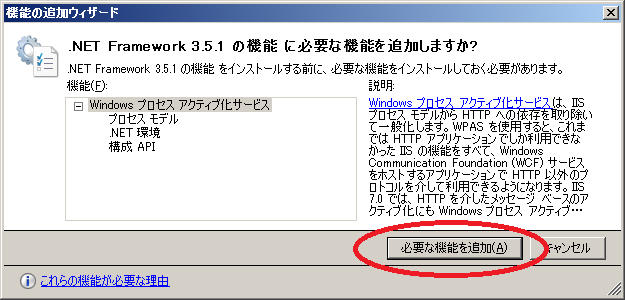 機能の追加ウィザード
.NET Framework 3.5.1 の機能 に必要な機能を追加しますか?
.NET Framework 3.5.1 の機能 をインストールする前に、必要な機能をインストールしておく必要があります。
機能(F):
Windows プロセス アクティブ化サービス
プロセス モデル
.NET 環境
構成 API
説明:
Windows プロセス アクティブ化サービスは、IIS
プロセス モデルから HTTP への依存を取り除い
て一般化します。WPAS を使用すると、これま
では HTTP アプリケーションでしか利用できな
かった IIS の機能をすべて、Windows
Communication Foundation (WCF) サービス
をホストするアプリケーションで HTTP 以外のプ
ロトコルを介して利用できるようになります。IIS
7.0 では、HTTP を介したメッセージ ベースのア
クティブ化にも Windows プロセス アクティブ…
必要な機能を追加(A)
キャンセル
これらの機能が必要な理由